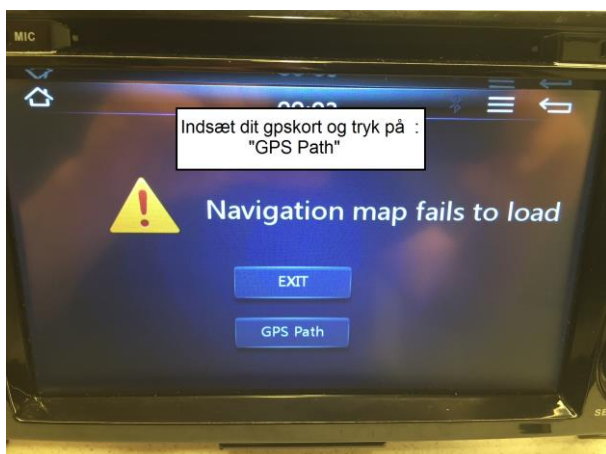 MIC
Indsæt dit gpskort og tryk på :
"GPS Path"
Navigation map fails to load
EXIT
GPS Path